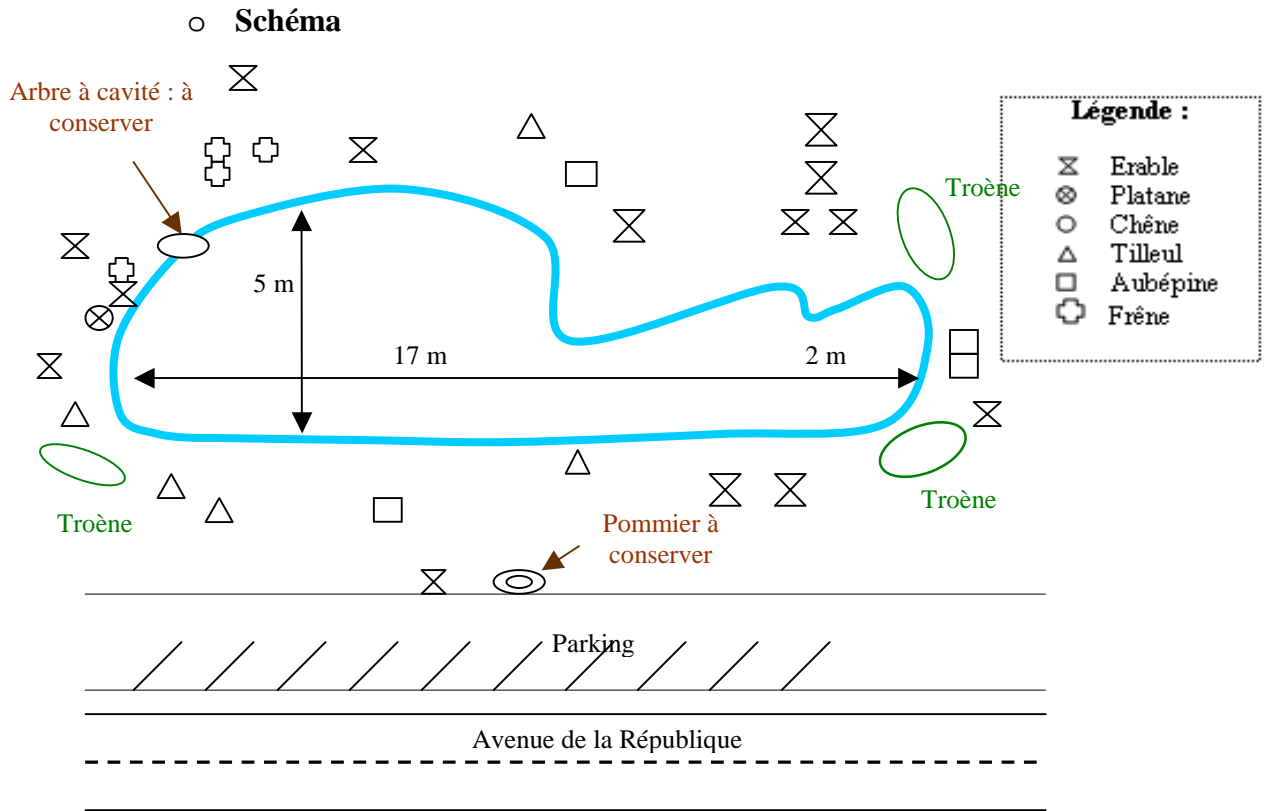 ○ Schéma
Arbre à cavité : à
conserver
Légende :
Erable
Platane
Chêne
Tilleul
Aubépine
Frêne
Troène
5 m
17 m
2 m
Troène
Troène
Pommier à
conserver
Parking
Avenue de la République